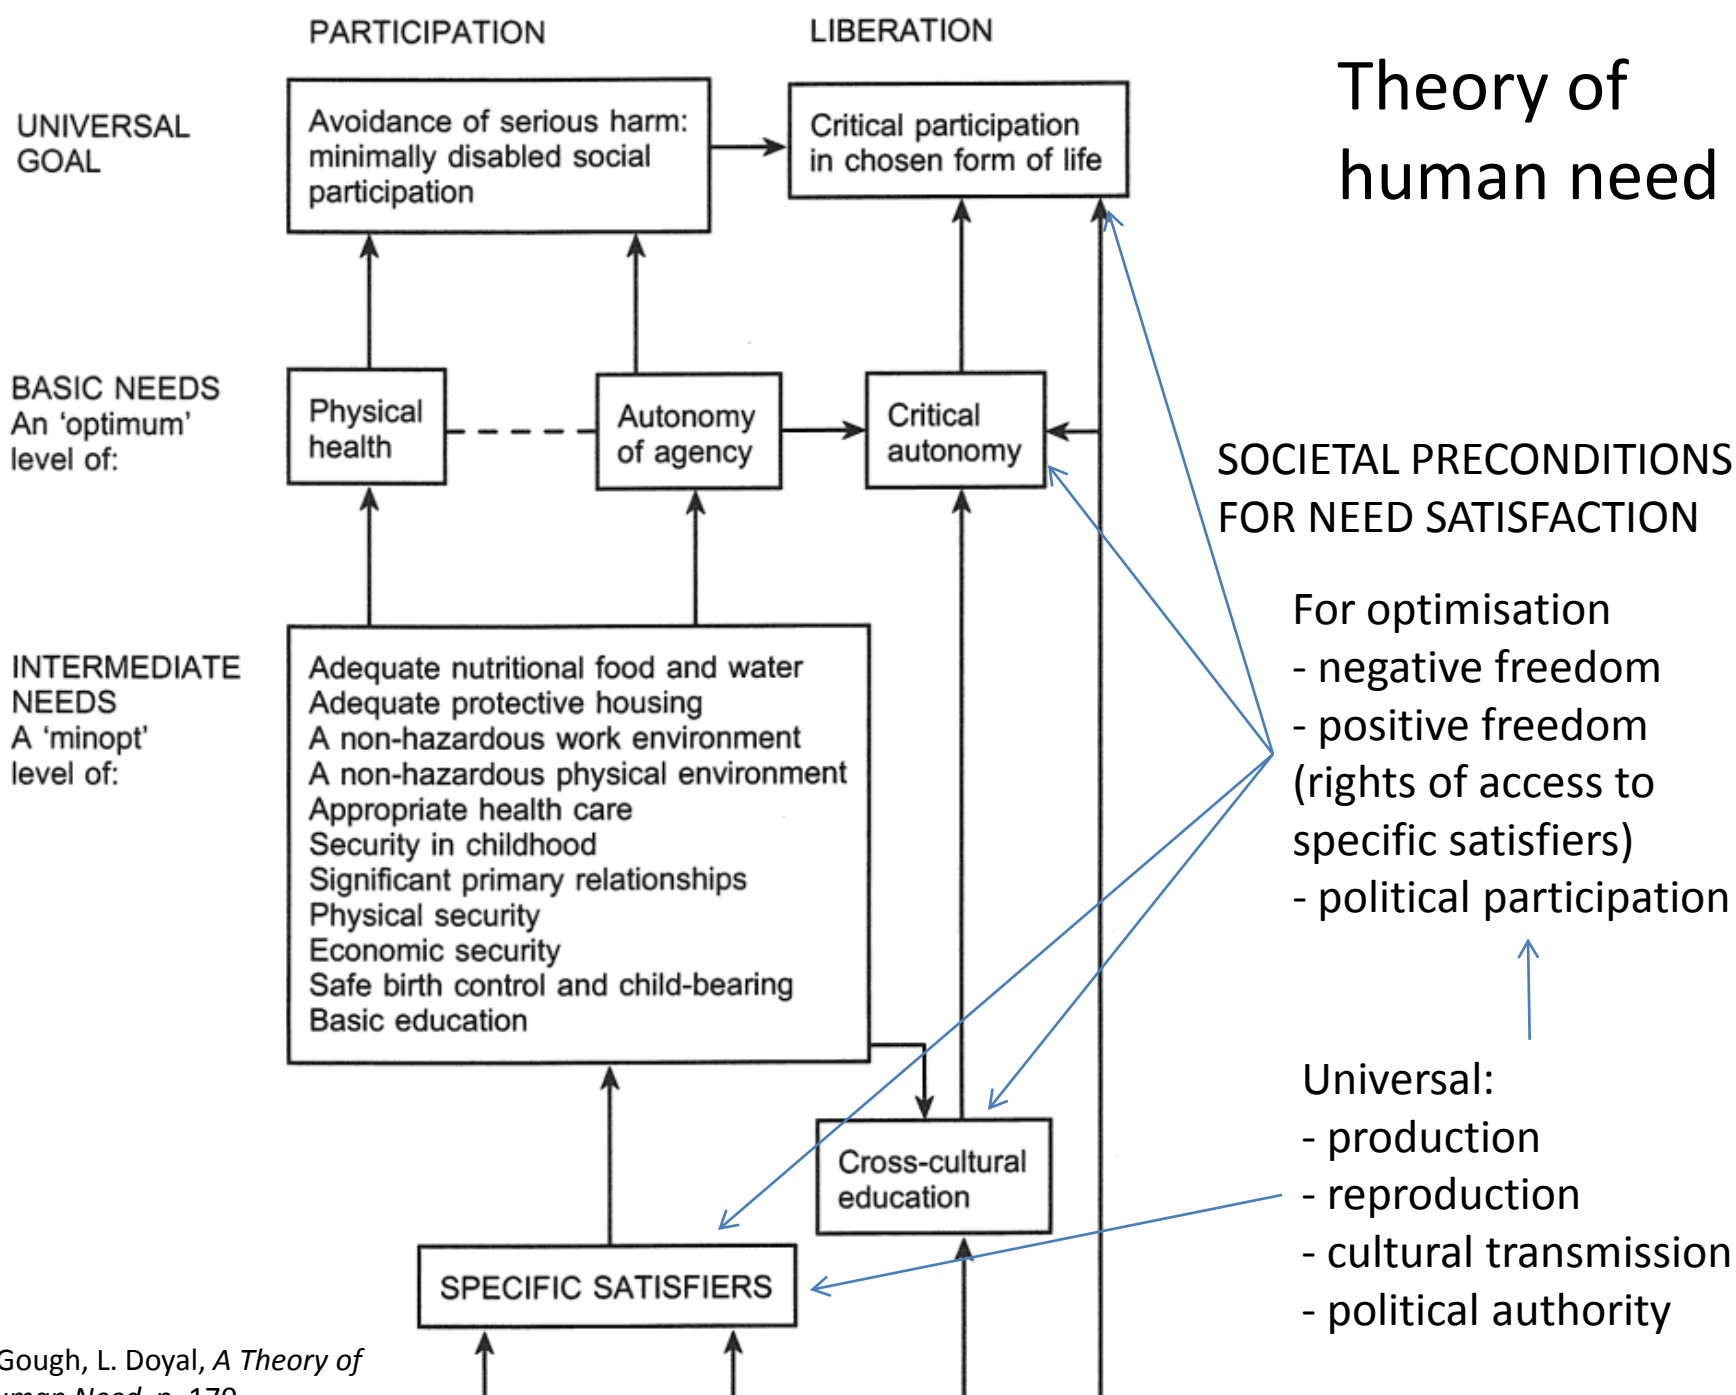 PARTICIPATION
LIBERATION
Theory of
human need
UNIVERSAL
GOAL
Avoidance of serious harm:
minimally disabled social
participation
Critical participation
in chosen form of life
BASIC NEEDS
An ‘optimum’
level of:
Physical
health
Autonomy
of agency
Critical
autonomy
SOCIETAL PRECONDITIONS
FOR NEED SATISFACTION
For optimisation
- negative freedom
- positive freedom
(rights of access to
specific satisfiers)
- political participation
INTERMEDIATE
NEEDS
A ‘minopt’
level of:
Adequate nutritional food and water
Adequate protective housing
A non-hazardous work environment
A non-hazardous physical environment
Appropriate health care
Security in childhood
Significant primary relationships
Physical security
Economic security
Safe birth control and child-bearing
Basic education
Universal:
- production
- reproduction
- cultural transmission
- political authority
Cross-cultural
education
SPECIFIC SATISFIERS
Gough, L. Doyal, A Theory of
Need, p. 170